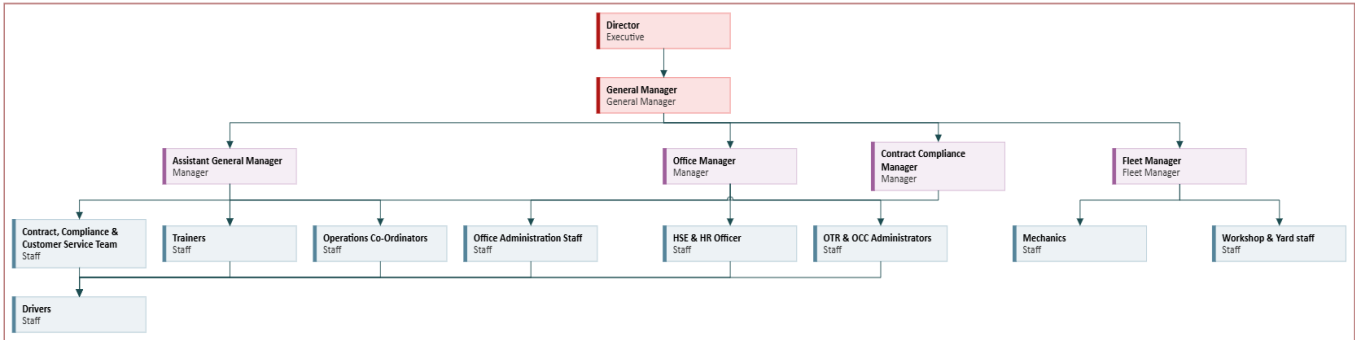 Director
Executive
General Manager
General Manager
Assistant General Manager
Manager
Office Manager
Manager
Contract Compliance
Manager
Manager
Fleet Manager
Fleet Manager
Contract, Compliance &
Customer Service Team
Staff
Trainers
Staff
Operations Co-Ordinators
Staff
Office Administration Staff
Staff
HSE & HR Officer
Staff
OTR & OCC Administrators
Staff
Mechanics
Staff
Workshop & Yard staff
Staff
Drivers
Staff